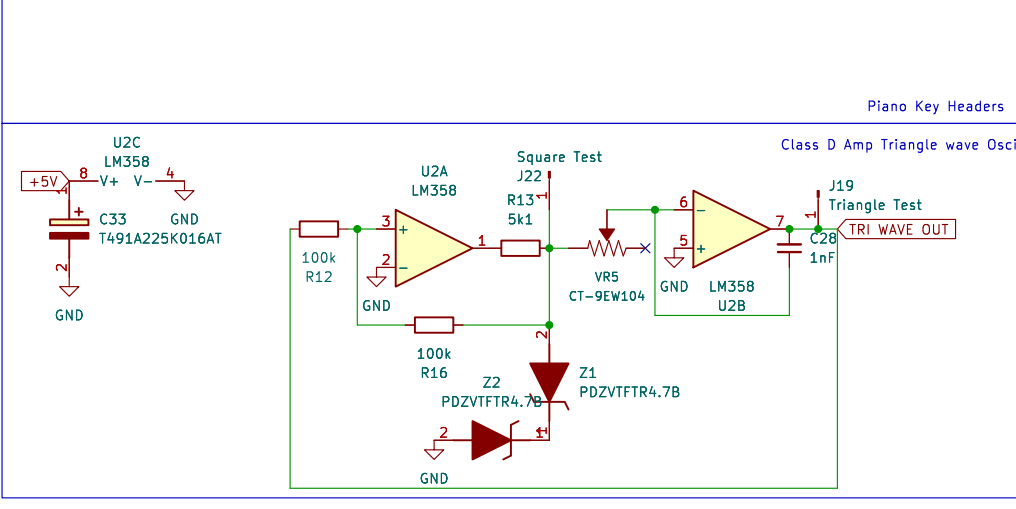 Piano Key Headers
Class D Amp Triangle wave Osci
U2C
LM358
+5V
8
V+
V-
4
1
GND
C33
T491A225K016AT
+
2
GND
100k
R12
3
+
2
-
GND
U2A
LM358
1
R13
5k1
Square Test
J22
1
VR5
CT-9EW104
6
-
5
+
GND
7
LM358
U2B
J19
Triangle Test
1
C28
1nF
TRI WAVE OUT
100k
R16
2
Z1
PDZVTFTR4.7B
1
Z2
PDZVTFTR4.7B
2
1
GND